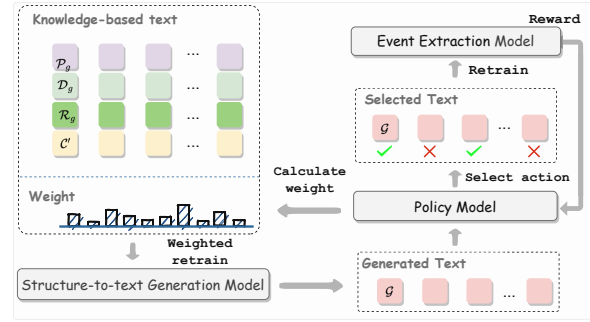 Knowledge-based text
𝒫g
...
𝒟g
...
ℛg
...
𝒞′
...
Weight
Weighted
retrain
Structure-to-text Generation Model
Calculate
weight
Reward
Event Extraction Model
Retrain
Selected Text
𝒢
...
Select action
Policy Model
Generated Text
𝒢
...